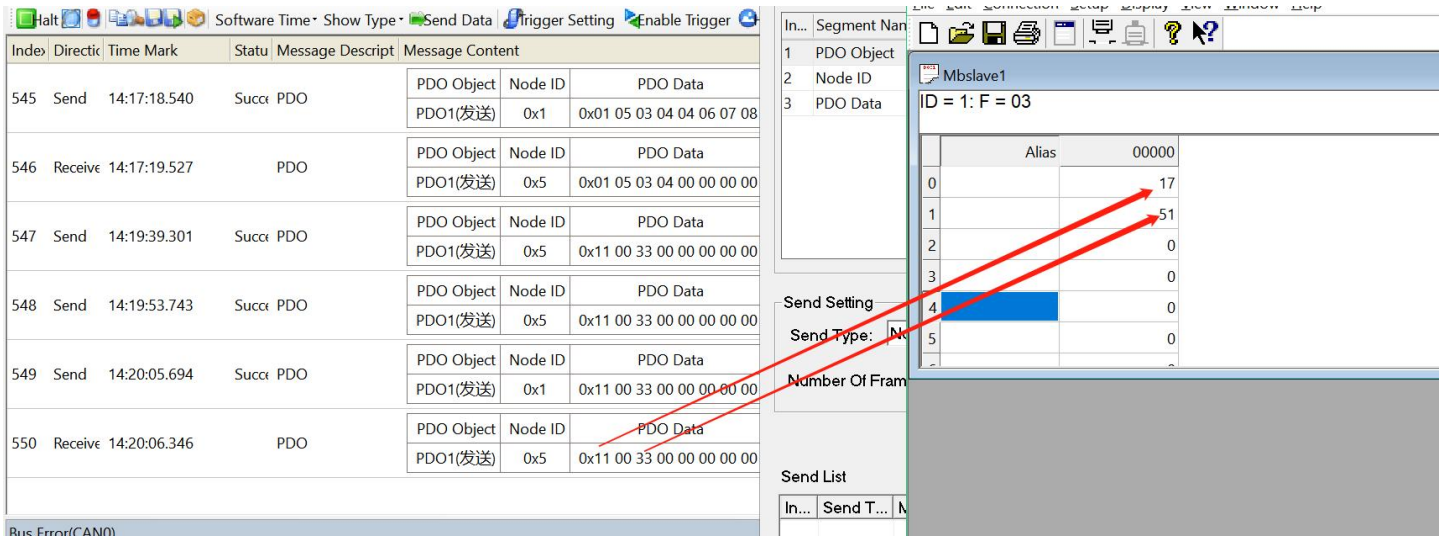 Halt Software Time Show Type Send Data Trigger Setting Enable Trigger
Index Directic Time Mark Statu Message Descript Message Content
545 Send 14:17:18.540 Succe PDO
PDO Object Node ID PDO Data
PDO1(发送) 0x1 0x01 05 03 04 04 06 07 08
546 Receive 14:17:19.527 PDO
PDO Object Node ID PDO Data
PDO1(发送) 0x5 0x01 05 03 04 00 00 00 00
547 Send 14:19:39.301 Succe PDO
PDO Object Node ID PDO Data
PDO1(发送) 0x5 0x11 00 33 00 00 00 00 00
548 Send 14:19:53.743 Succe PDO
PDO Object Node ID PDO Data
PDO1(发送) 0x5 0x11 00 33 00 00 00 00 00
549 Send 14:20:05.694 Succe PDO
PDO Object Node ID PDO Data
PDO1(发送) 0x1 0x11 00 33 00 00 00 00 00
550 Receive 14:20:06.346 PDO
PDO Object Node ID PDO Data
PDO1(发送) 0x5 0x11 00 33 00 00 00 00 00
Bus Error(CAN0)
In... Segment Nan
1 PDO Object
2 Node ID
3 PDO Data
Send Setting
Send Type: No
Number Of Fram
Send List
In... Send T... M
File Edit Connection Setup Display View Window Help
Mbslave1
ID = 1: F = 03
Alias 00000
0 17
1 51
2 0
3 0
4 0
5 0